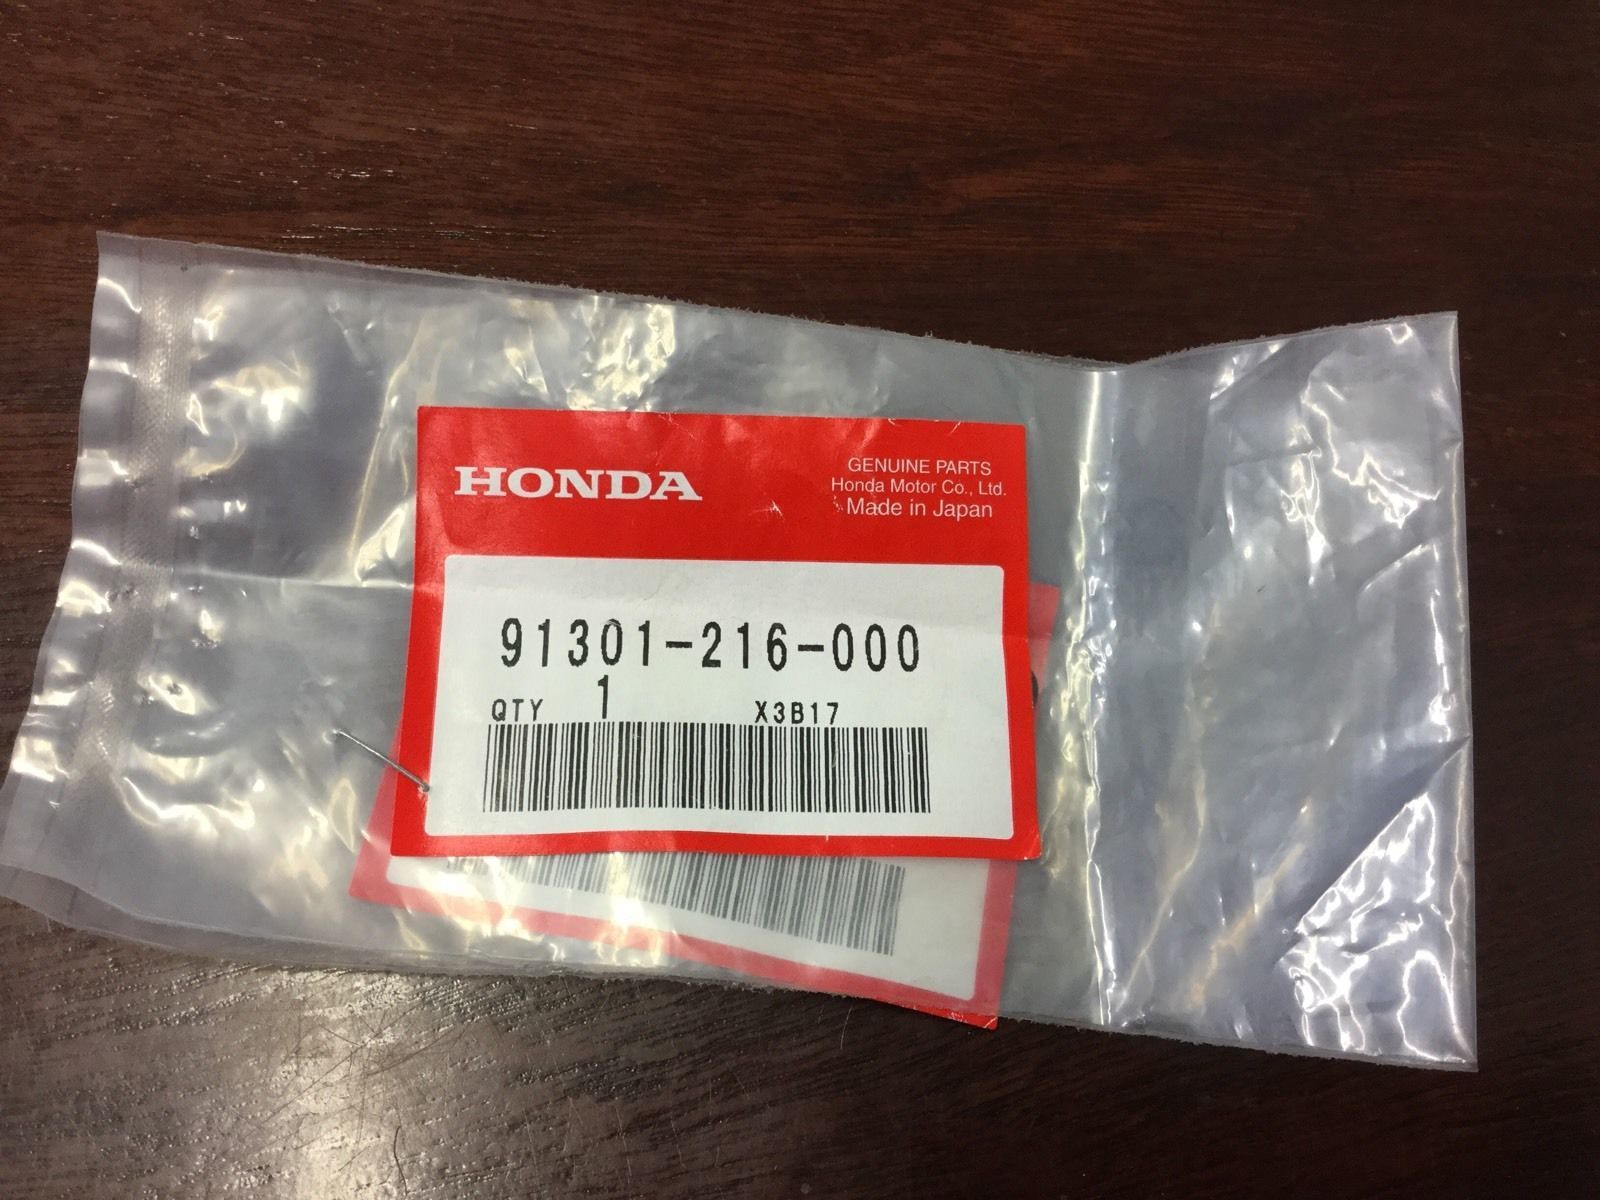 HONDA
GENUINE PARTS
Honda Motor Co., Ltd.
Made in Japan
91301-216-000
QTY 1 X3B17